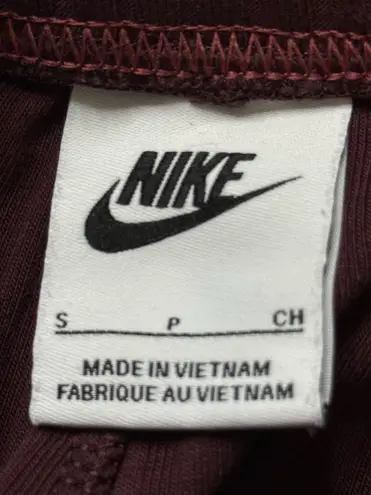 NIKE
S P CH
MADE IN VIETNAM
FABRIQUE AU VIETNAM